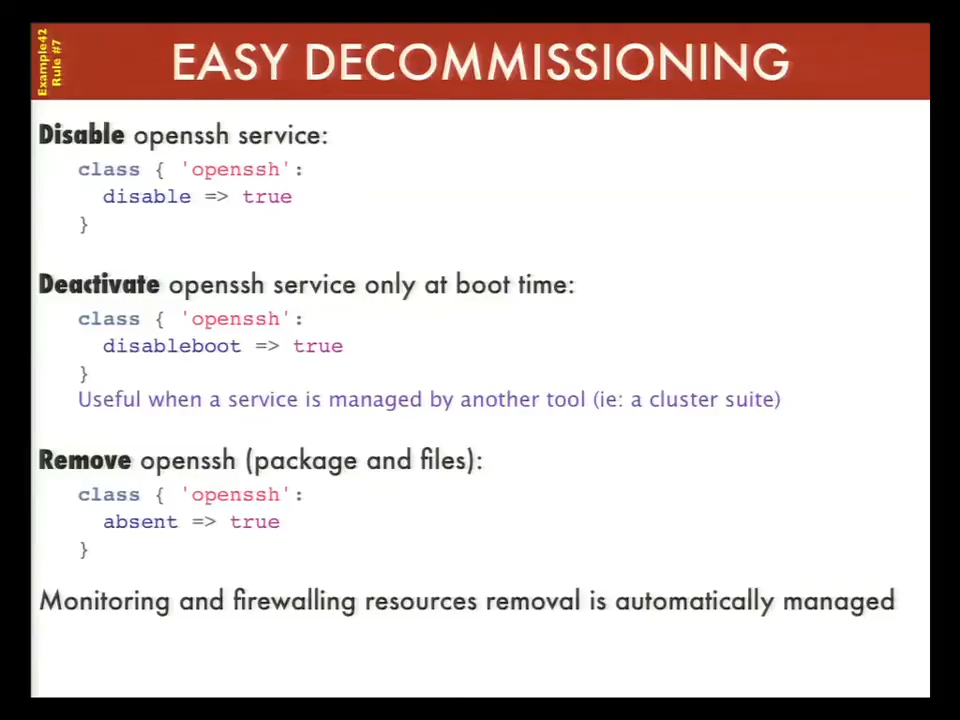 Example42
Rule #7
EASY DECOMMISSIONING
Disable openssh service:
class { 'openssh':
disable => true
}
Deactivate openssh service only at boot time:
class { 'openssh':
disableboot => true
}
Useful when a service is managed by another tool (ie: a cluster suite)
Remove openssh (package and files):
class { 'openssh':
absent => true
}
Monitoring and firewalling resources removal is automatically managed